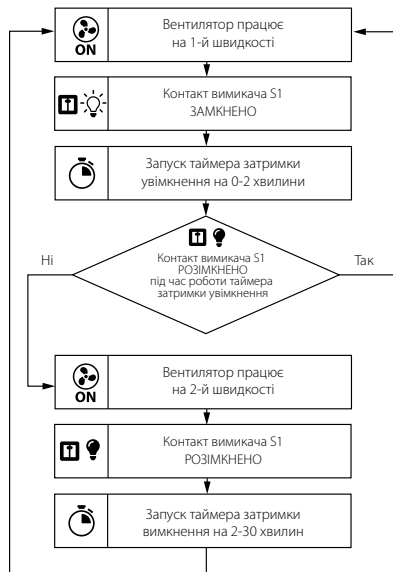 ON
Вентилятор працює
на 1-й швидкості
Контакт вимикача S1
ЗАМКНЕНО
Запуск таймера затримки
увімкнення на 0-2 хвилини
Ні
Контакт вимикача S1
РОЗІМКНЕНО
під час роботи таймера
затримки увімкнення
Так
ON
Вентилятор працює
на 2-й швидкості
Контакт вимикача S1
РОЗІМКНЕНО
Запуск таймера затримки
вимкнення на 2-30 хвилин